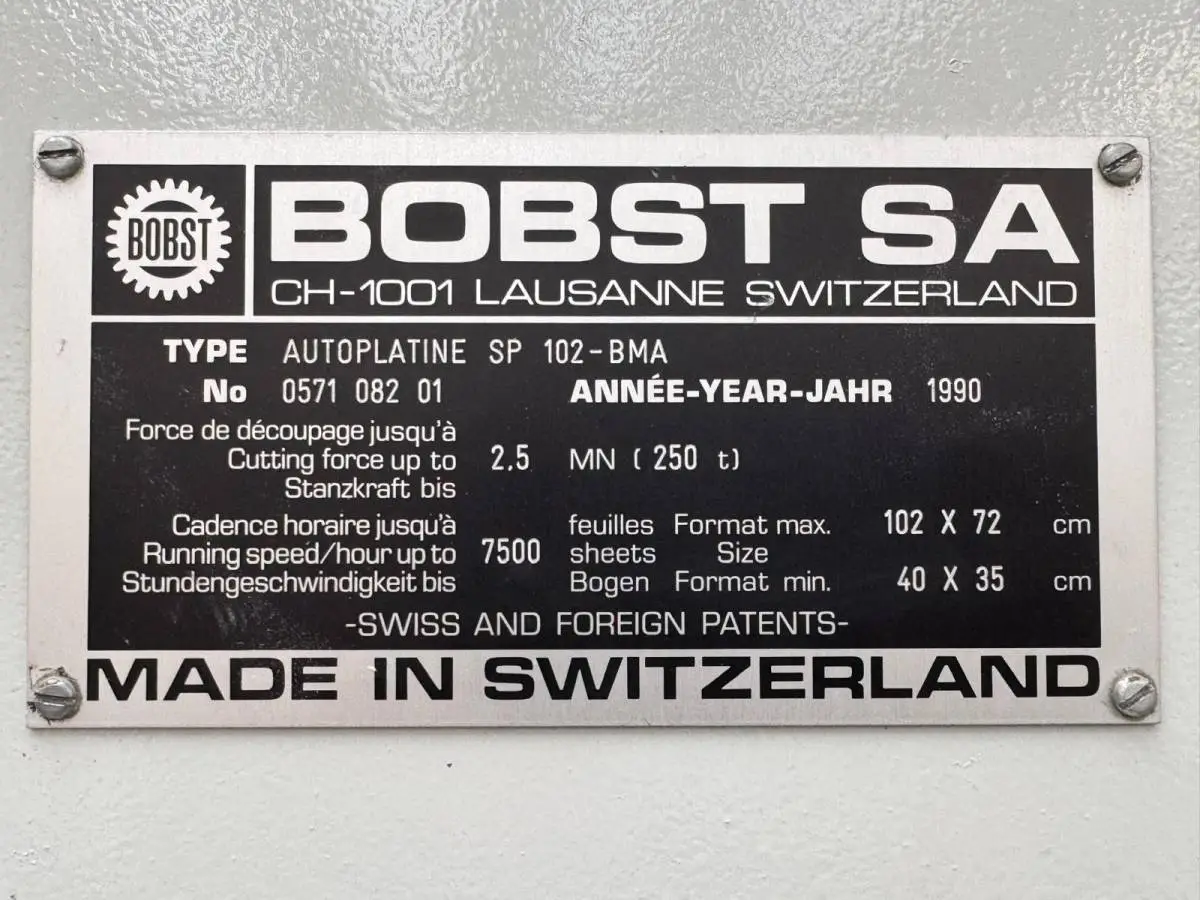 BOBST
BOBST SA
CH-1001 LAUSANNE SWITZERLAND
TYPE AUTOPLATINE SP 102-BMA
No 0571 082 01 ANNÉE-YEAR-JAHR 1990
Force de découpage jusqu'à
Cutting force up to 2.5 MN ( 250 t)
Stanzkraft bis
Cadence horaire jusqu'à feuilles Format max. 102 X 72 cm
Running speed/hour up to 7500 sheets Size
Stundengeschwindigkeit bis Bogen Format min. 40 X 35 cm
-SWISS AND FOREIGN PATENTS-
MADE IN SWITZERLAND